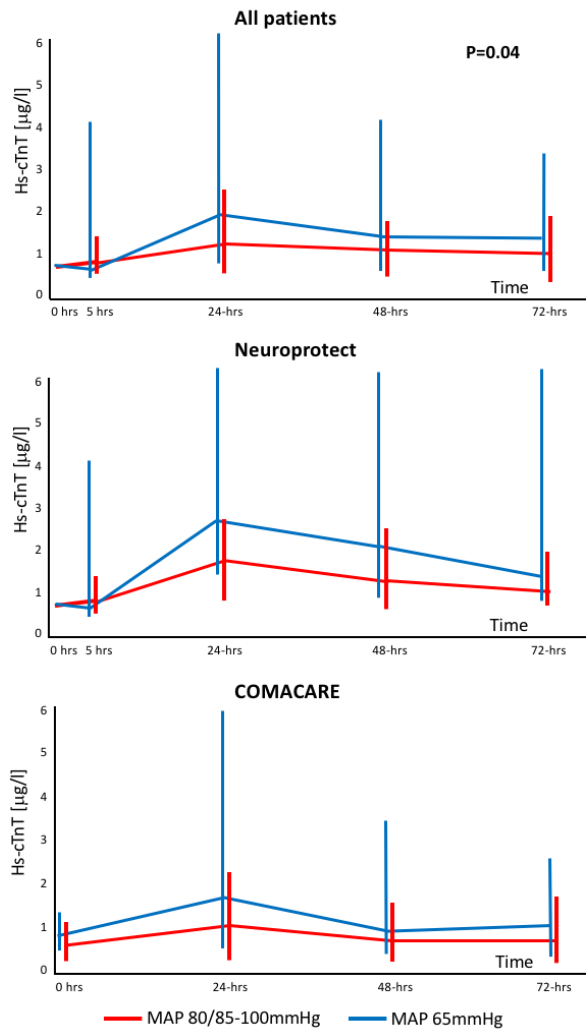 All patients
P=0.04
Hs-cTnT [μg/l]
6
5
4
3
2
1
0
Time
0 hrs 5 hrs 24-hrs 48-hrs 72-hrs
Neuroprotect
Hs-cTnT [μg/l]
6
5
4
3
2
1
0
Time
0 hrs 5 hrs 24-hrs 48-hrs 72-hrs
COMACARE
Hs-cTnT [μg/l]
6
5
4
3
2
1
0
Time
0 hrs 24-hrs 48-hrs 72-hrs
MAP 80/85-100mmHg MAP 65mmHg